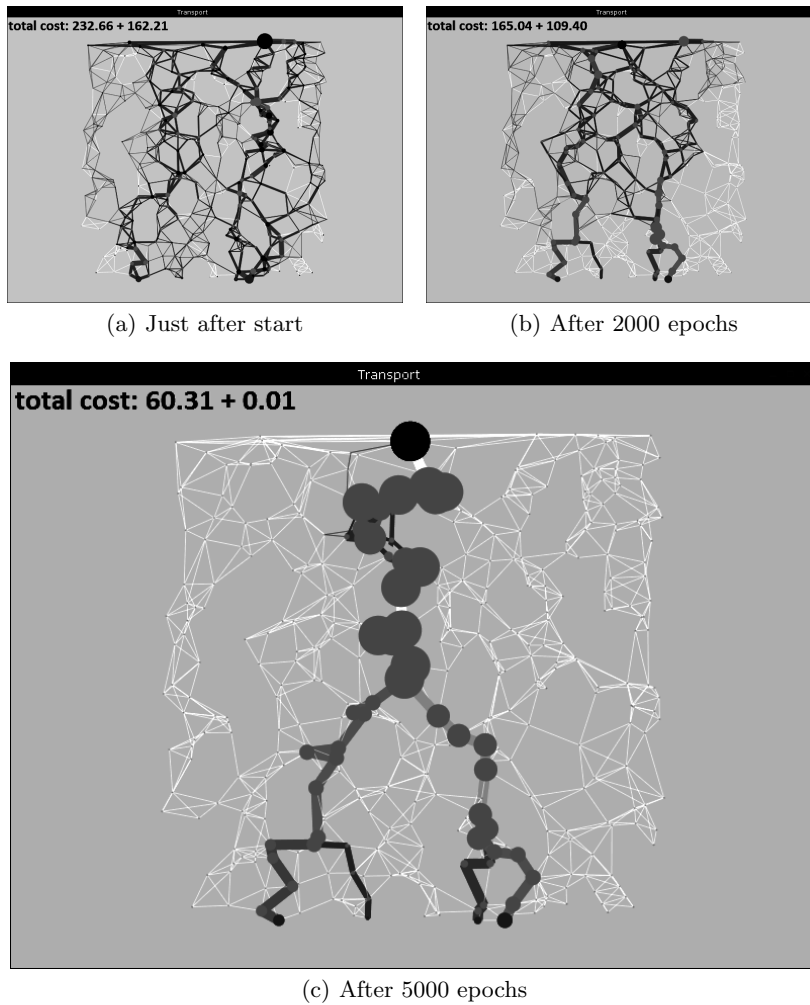 Transport
total cost: 232.66 + 162.21
Transport
total cost: 165.04 + 109.40
(a) Just after start
(b) After 2000 epochs
Transport
total cost: 60.31 + 0.01
(c) After 5000 epochs